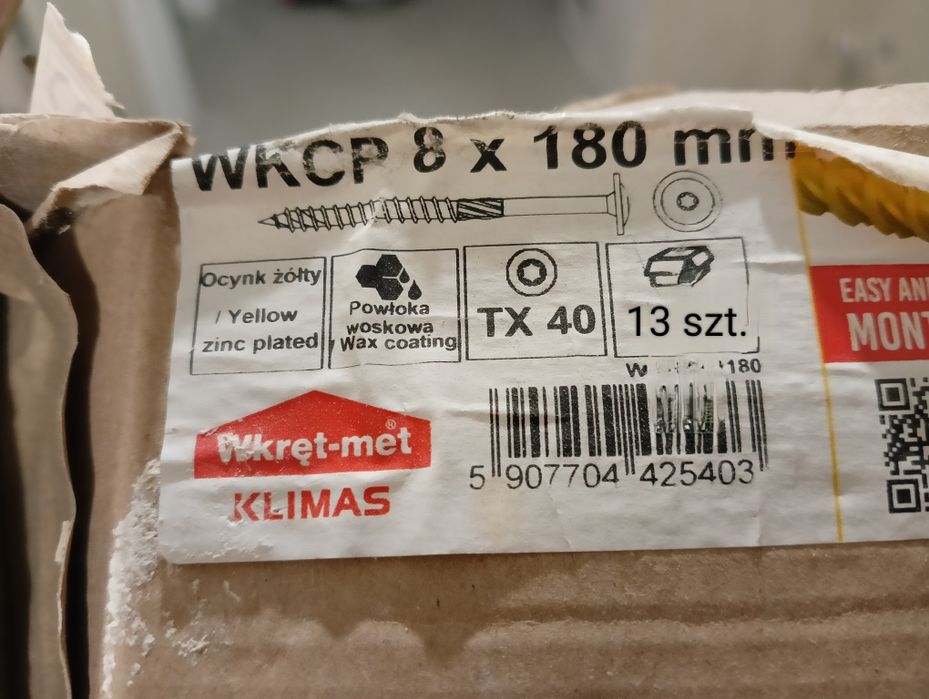 WKCP 8 x 180 mm
Ocynk żółty
/ Yellow
zinc plated
Powłoka
woskowa
/ Wax coating
TX 40
13 szt.
180
Wkręt-met®
KLIMAS
5 907704 425403
EASY
MONT